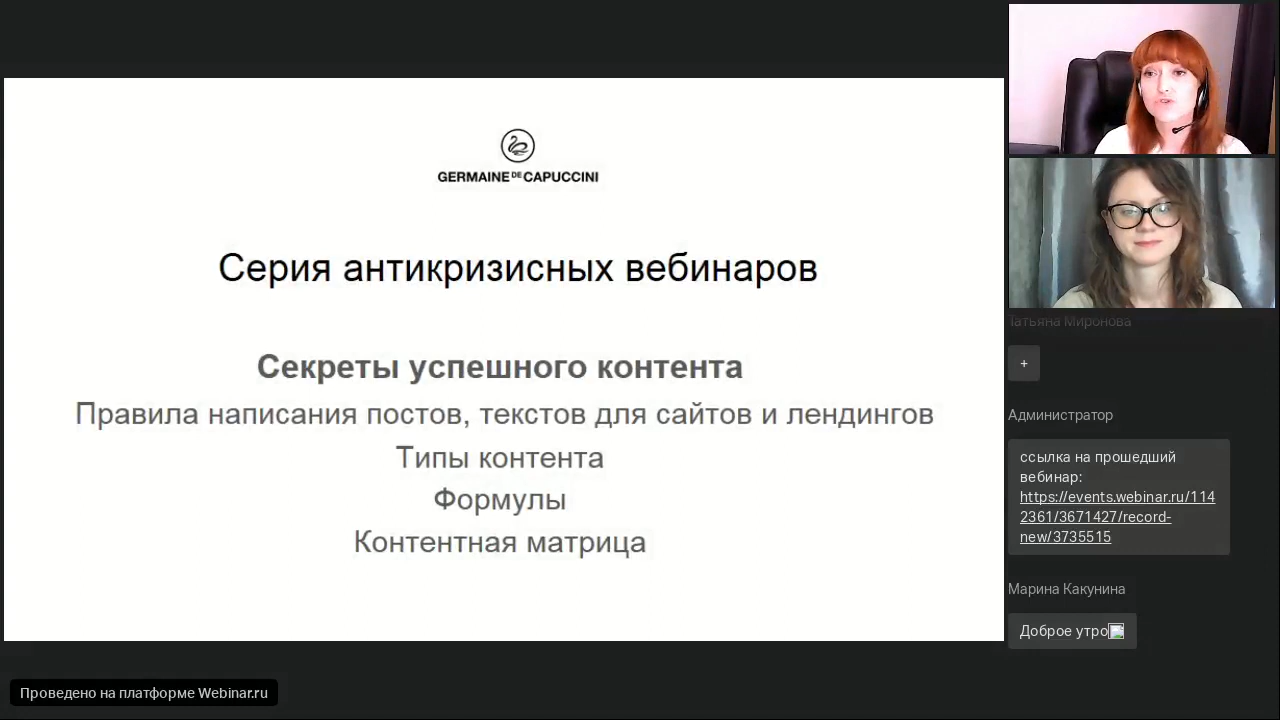 GERMAINE DE CAPUCCINI
Серия антикризисных вебинаров
Секреты успешного контента
Правила написания постов, текстов для сайтов и лендингов
Типы контента
Формулы
Контентная матрица
Татьяна Миронова
+
Администратор
ссылка на прошедший
вебинар:
https://events.webinar.ru/114
2361/3671427/record-
new/3735515
Марина Какунина
Доброе утро
Проведено на платформе Webinar.ru